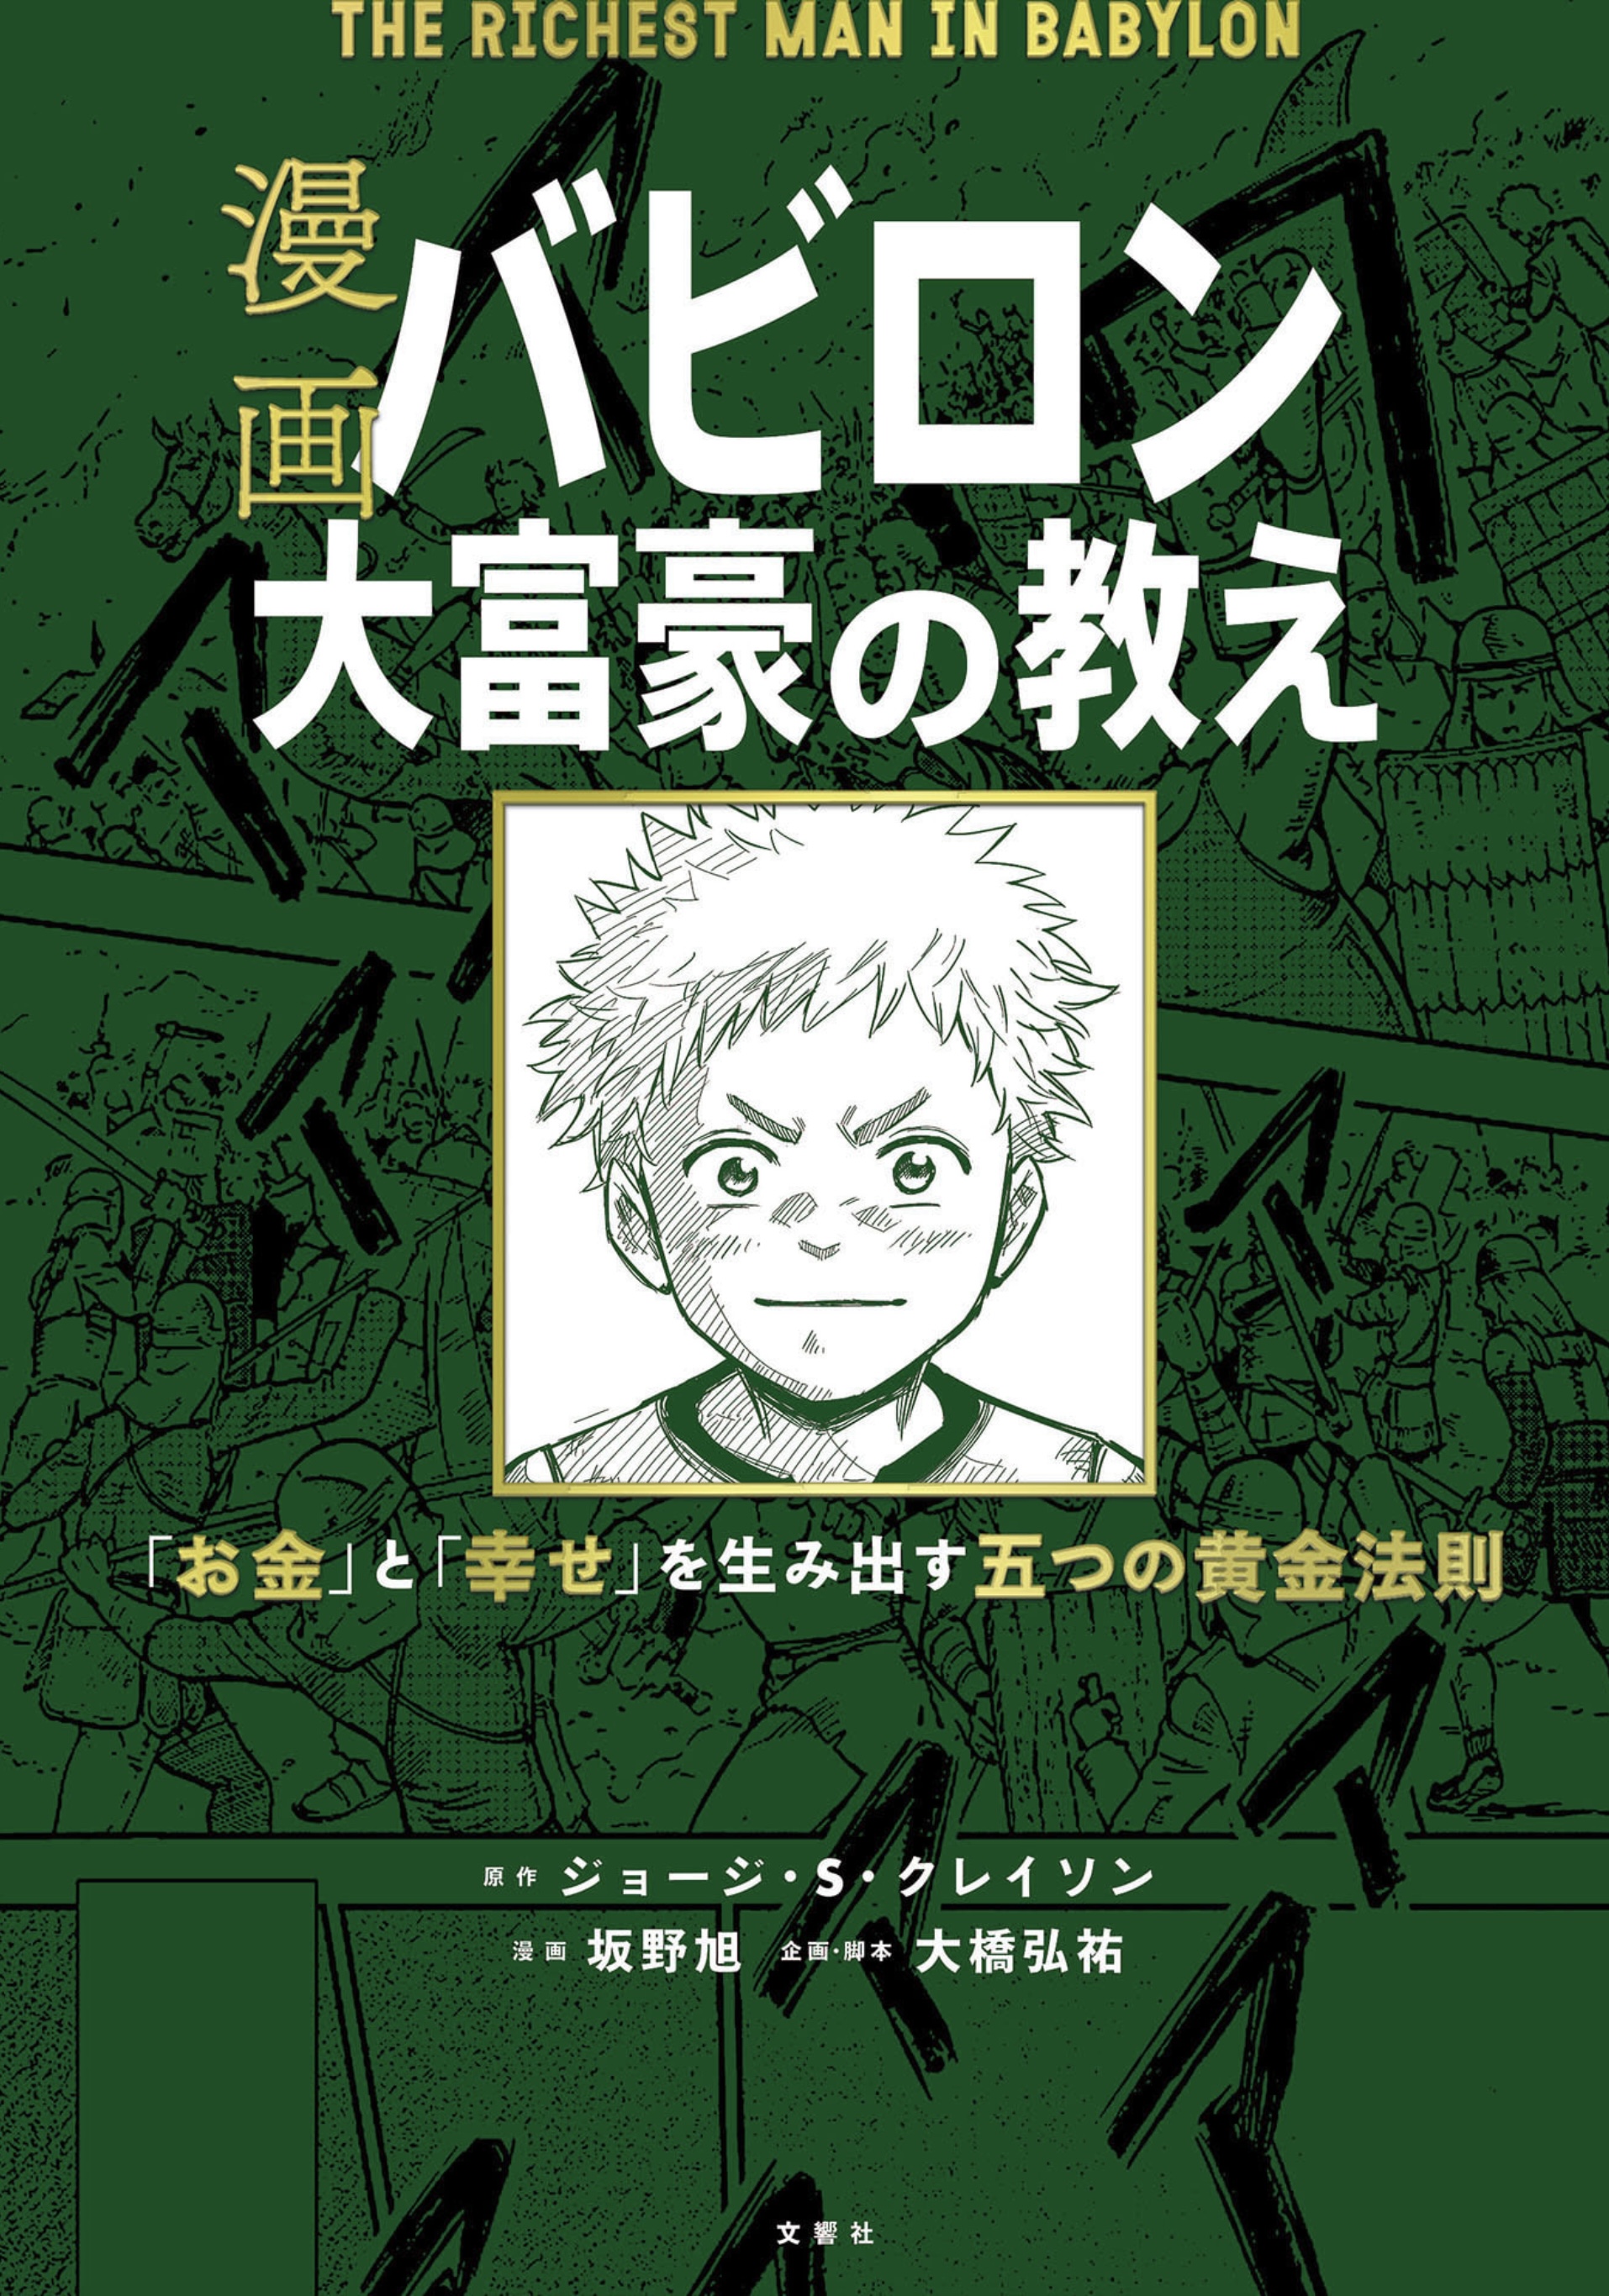 THE RICHEST MAN IN BABYLON
漫画
バビロン
大富豪の教え
「お金」と「幸せ」を生み出す五つの黄金法則
原作 ジョージ・S・クレイソン
漫画 坂野旭 企画・脚本 大橋弘祐
文響社